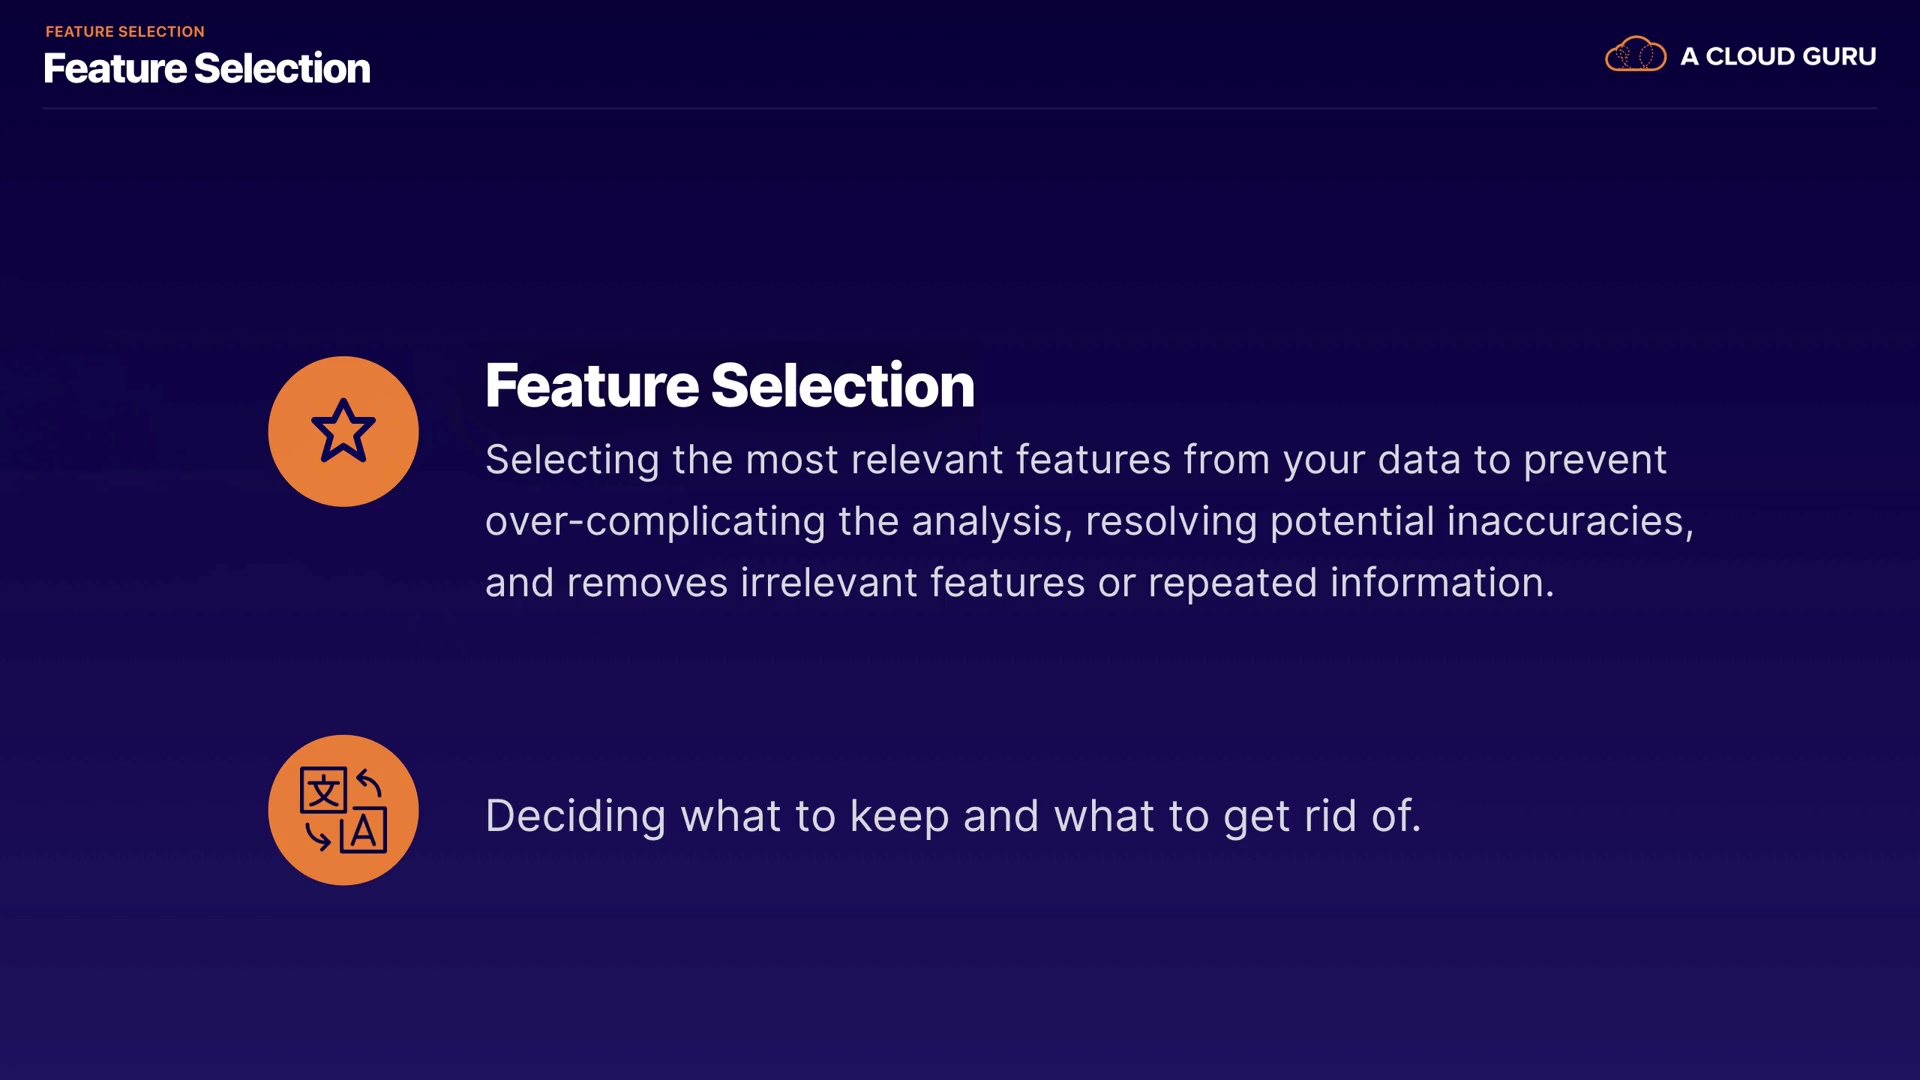 FEATURE SELECTION
Feature Selection
A CLOUD GURU
Feature Selection
Selecting the most relevant features from your data to prevent
over-complicating the analysis, resolving potential inaccuracies,
and removes irrelevant features or repeated information.
文
A
Deciding what to keep and what to get rid of.